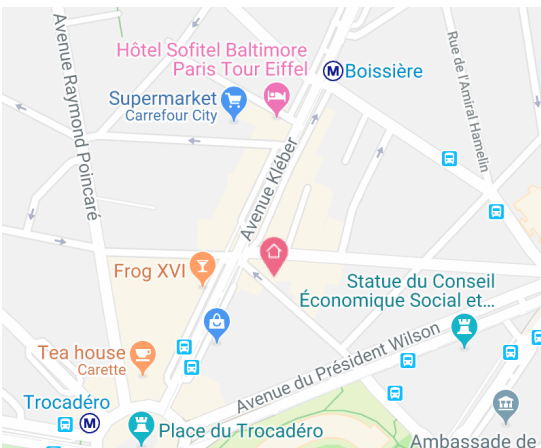 Avenue Raymond Poincaré
Hôtel Sofitel Baltimore
Paris Tour Eiffel
M Boissière
Rue de l'Amiral Hamelin
Supermarket
Carrefour City
Avenue Kléber
Frog XVI
Statue du Conseil
Économique Social et...
Tea house
Carette
Avenue du Président Wilson
Trocadéro M
Place du Trocadéro
Ambassade de